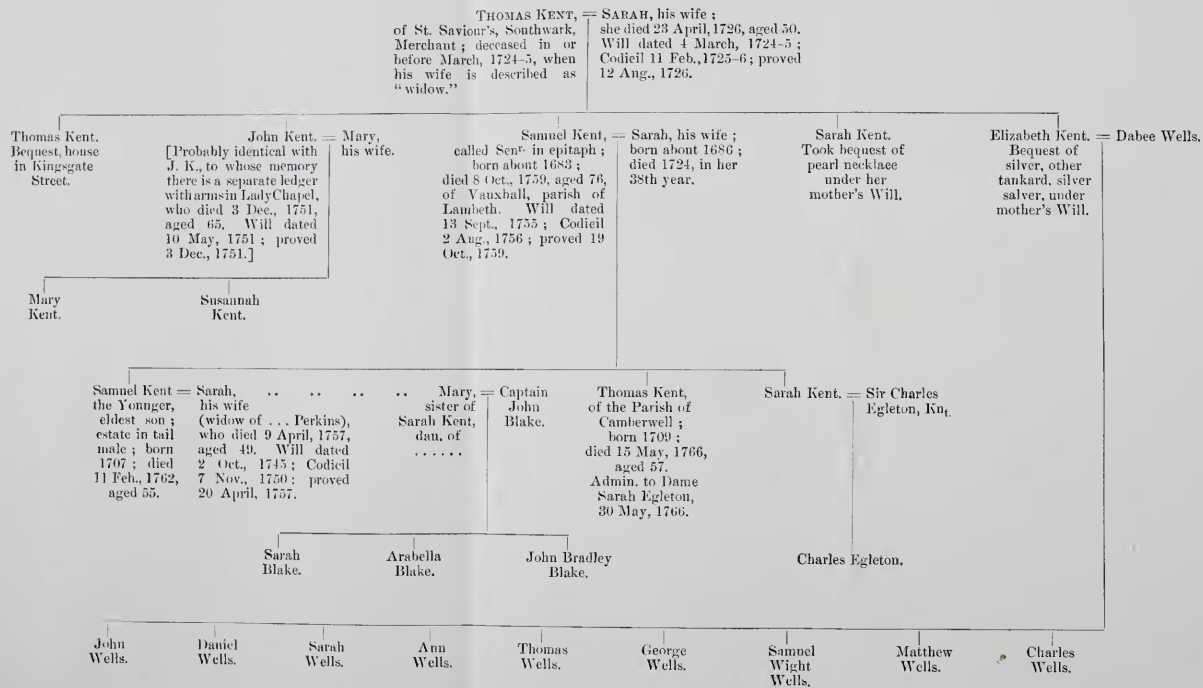 THOMAS KENT, = SARAH, his wife ;
of St. Saviour's, Southwark,
Merchant ; deceased in or
before March, 1724-5, when
his wife is described as
"widow."
she died 23 April, 1726, aged 50.
Will dated 4 March, 1724-5 ;
Codicil 11 Feb., 1725-6 ; proved
12 Aug., 1726.
Thomas Kent.
Bequest, house
in Kingsgate
Street.
John Kent. = Mary,
his wife.
[Probably identical with
J. K., to whose memory
there is a separate ledger
with arms in Lady Chapel,
who died 3 Dec., 1751,
aged 65. Will dated
10 May, 1751 ; proved
3 Dec., 1751.]
Samuel Kent, = Sarah, his wife ;
called Senr. in epitaph ;
born about 1683 ;
died 8 Oct., 1759, aged 76,
of Vauxhall, parish of
Lambeth. Will dated
13 Sept., 1755 ; Codicil
2 Aug., 1756 ; proved 19
Oct., 1759.
born about 1686 ;
died 1724, in her
38th year.
Sarah Kent.
Took bequest of
pearl necklace
under her
mother's Will.
Elizabeth Kent. = Dabee Wells.
Bequest of
silver, other
tankard, silver
salver, under
mother's Will.
Mary
Kent.
Susannah
Kent.
Samuel Kent = Sarah, .. .. .. ..
the Yonnger,
eldest son ;
estate in tail
male ; born
1707 ; died
11 Feb., 1762,
aged 55.
his wife
(widow of ... Perkins),
who died 9 April, 1757,
aged 49. Will dated
2 Oct., 1745 ; Codicil
7 Nov., 1750 ; proved
20 April, 1757.
Mary, = Captain
sister of
Sarah Kent,
dau. of
......
John
Blake.
Thomas Kent,
of the Parish of
Camberwell ;
born 1709 ;
died 15 May, 1766,
aged 57.
Admin. to Dame
Sarah Egleton,
30 May, 1766.
Sarah Kent. = Sir Charles
Egleton, Knt.
Sarah
Blake.
Arabella
Blake.
John Bradley
Blake.
Charles Egleton.
John
Wells.
Daniel
Wells.
Sarah
Wells.
Ann
Wells.
Thomas
Wells.
George
Wells.
Samuel
Wight
Wells.
Matthew
Wells.
Charles
Wells.